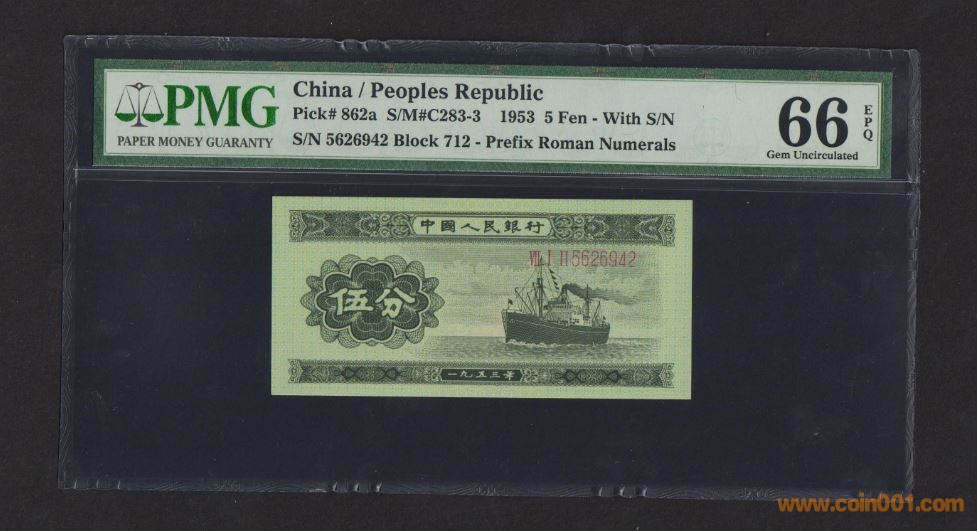 PMG
PAPER MONEY GUARANTY
China / Peoples Republic
Pick# 862a S/M#C283-3 1953 5 Fen - With S/N
S/N 5626942 Block 712 - Prefix Roman Numerals
66
EPQ
Gem Uncirculated
中國人民銀行
VII I II 5626942
伍分
一九五三年
www.coin001.com